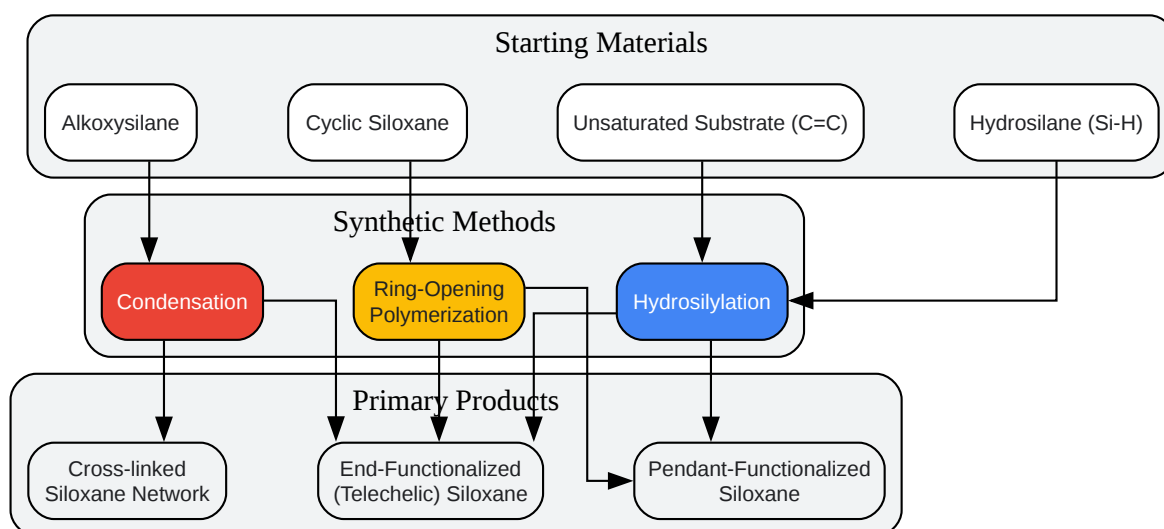 Starting Materials
Alkoxysilane
Cyclic Siloxane
Unsaturated Substrate (C=C)
Hydrosilane (Si-H)
Synthetic Methods
Condensation
Ring-Opening
Polymerization
Hydrosilylation
Primary Products
Cross-linked
Siloxane Network
End-Functionalized
(Telechelic) Siloxane
Pendant-Functionalized
Siloxane